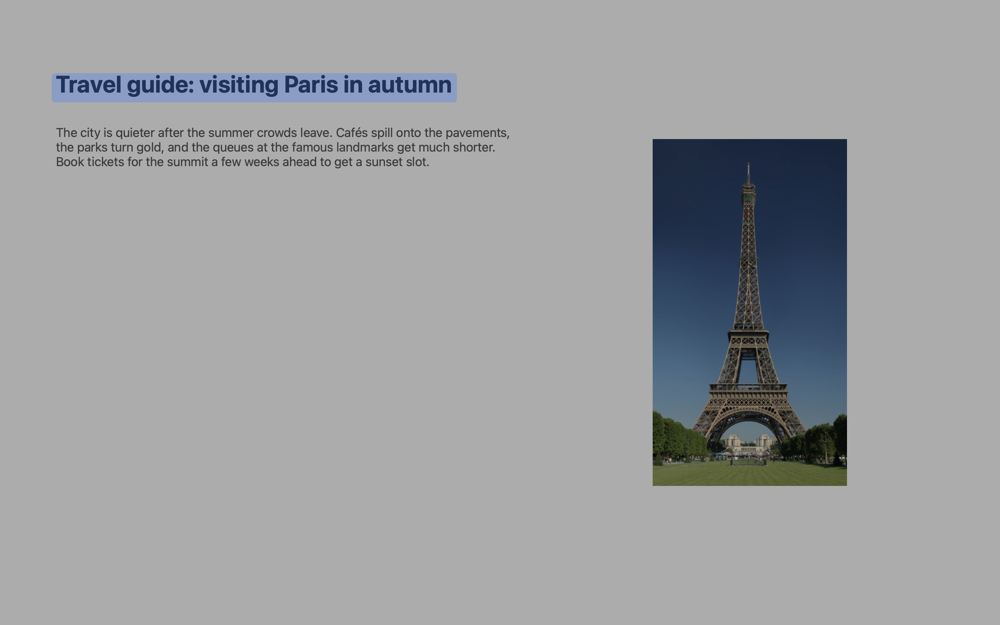 Travel guide: visiting Paris in autumn
The city is quieter after the summer crowds leave. Cafés spill onto the pavements,
the parks turn gold, and the queues at the famous landmarks get much shorter.
Book tickets for the summit a few weeks ahead to get a sunset slot.